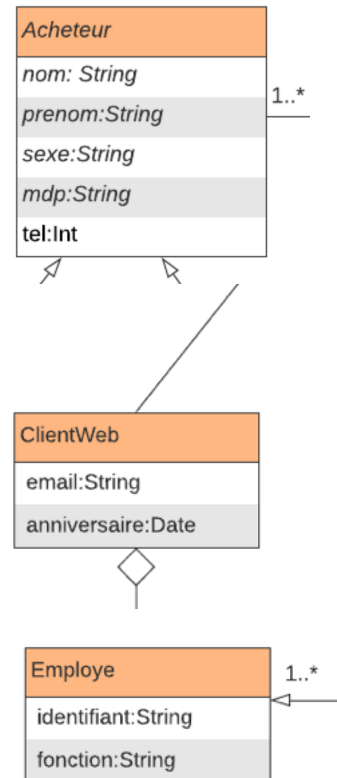 Acheteur
nom: String
1..*
prenom:String
sexe:String
mdp:String
tel:Int
ClientWeb
email:String
anniversaire:Date
Employe
1..*
identifiant:String
fonction:String